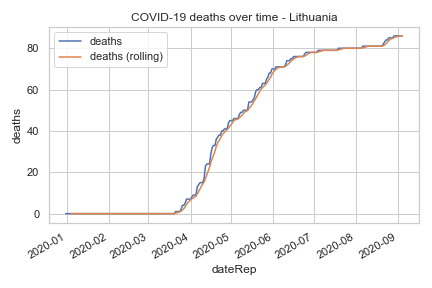 COVID-19 deaths over time - Lithuania
deaths
deaths (rolling)
80
60
40
20
0
deaths
2020-01
2020-02
2020-03
2020-04
2020-05
2020-06
2020-07
2020-08
2020-09
dateRep